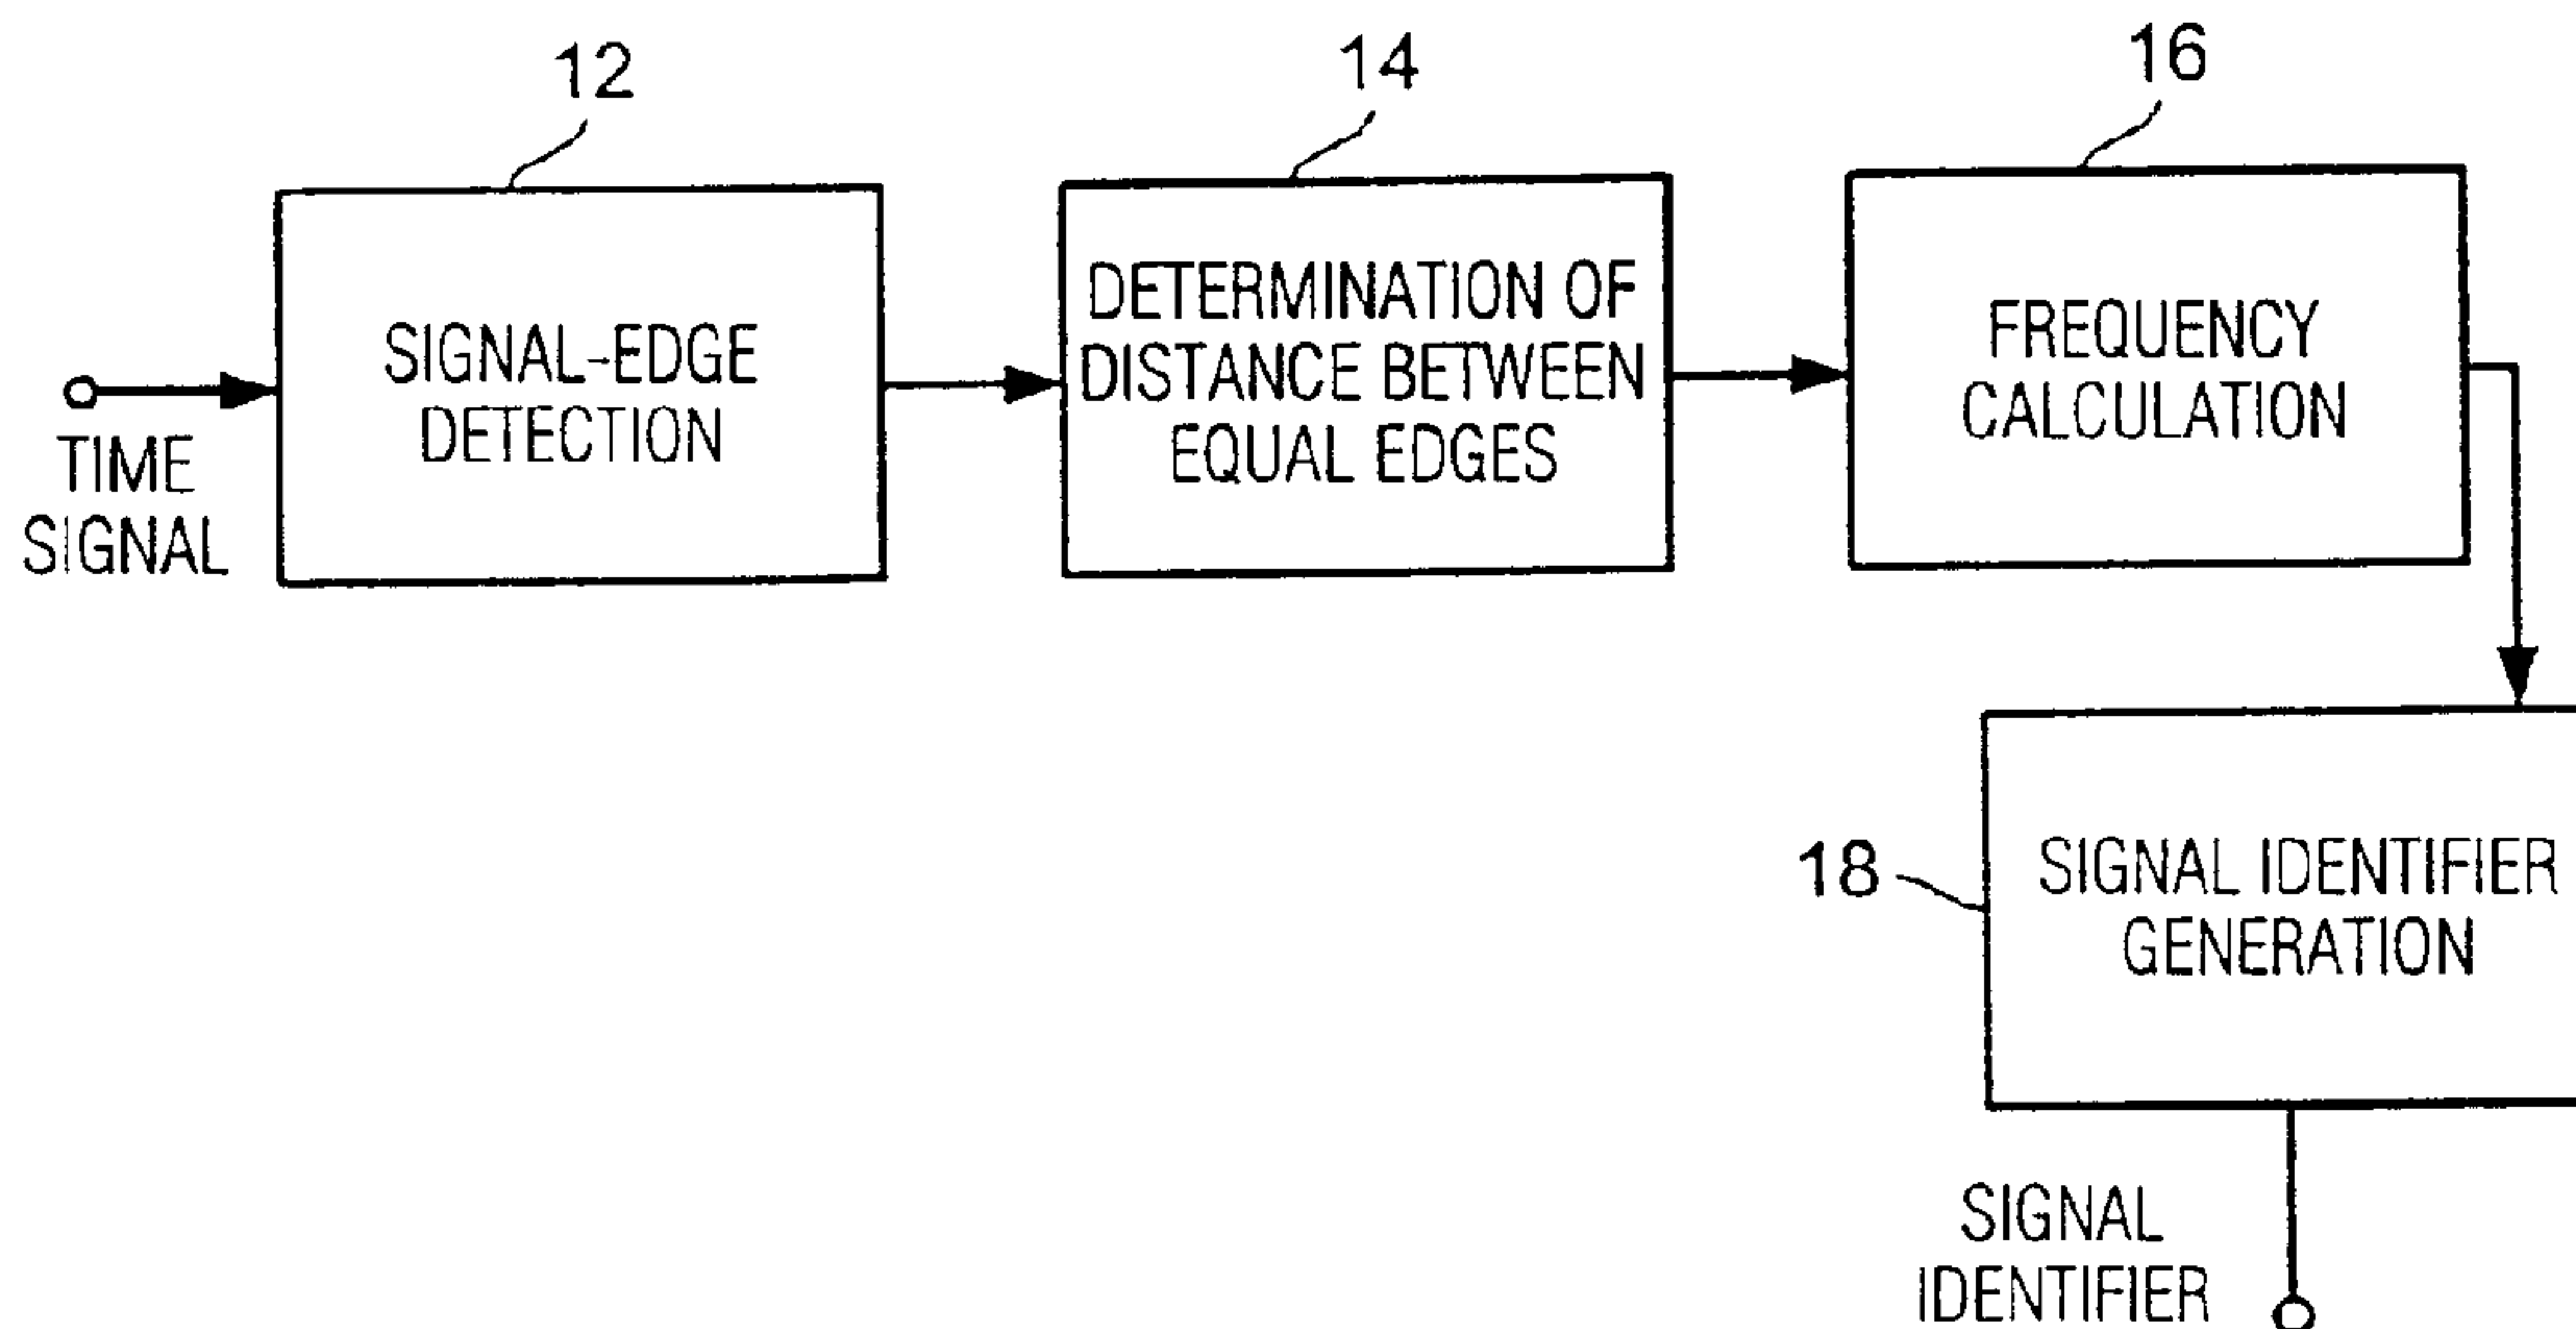 12
14
16
TIME
SIGNAL
SIGNAL-EDGE
DETECTION
DETERMINATION OF
DISTANCE BETWEEN
EQUAL EDGES
FREQUENCY
CALCULATION
18
SIGNAL IDENTIFIER
GENERATION
SIGNAL
IDENTIFIER